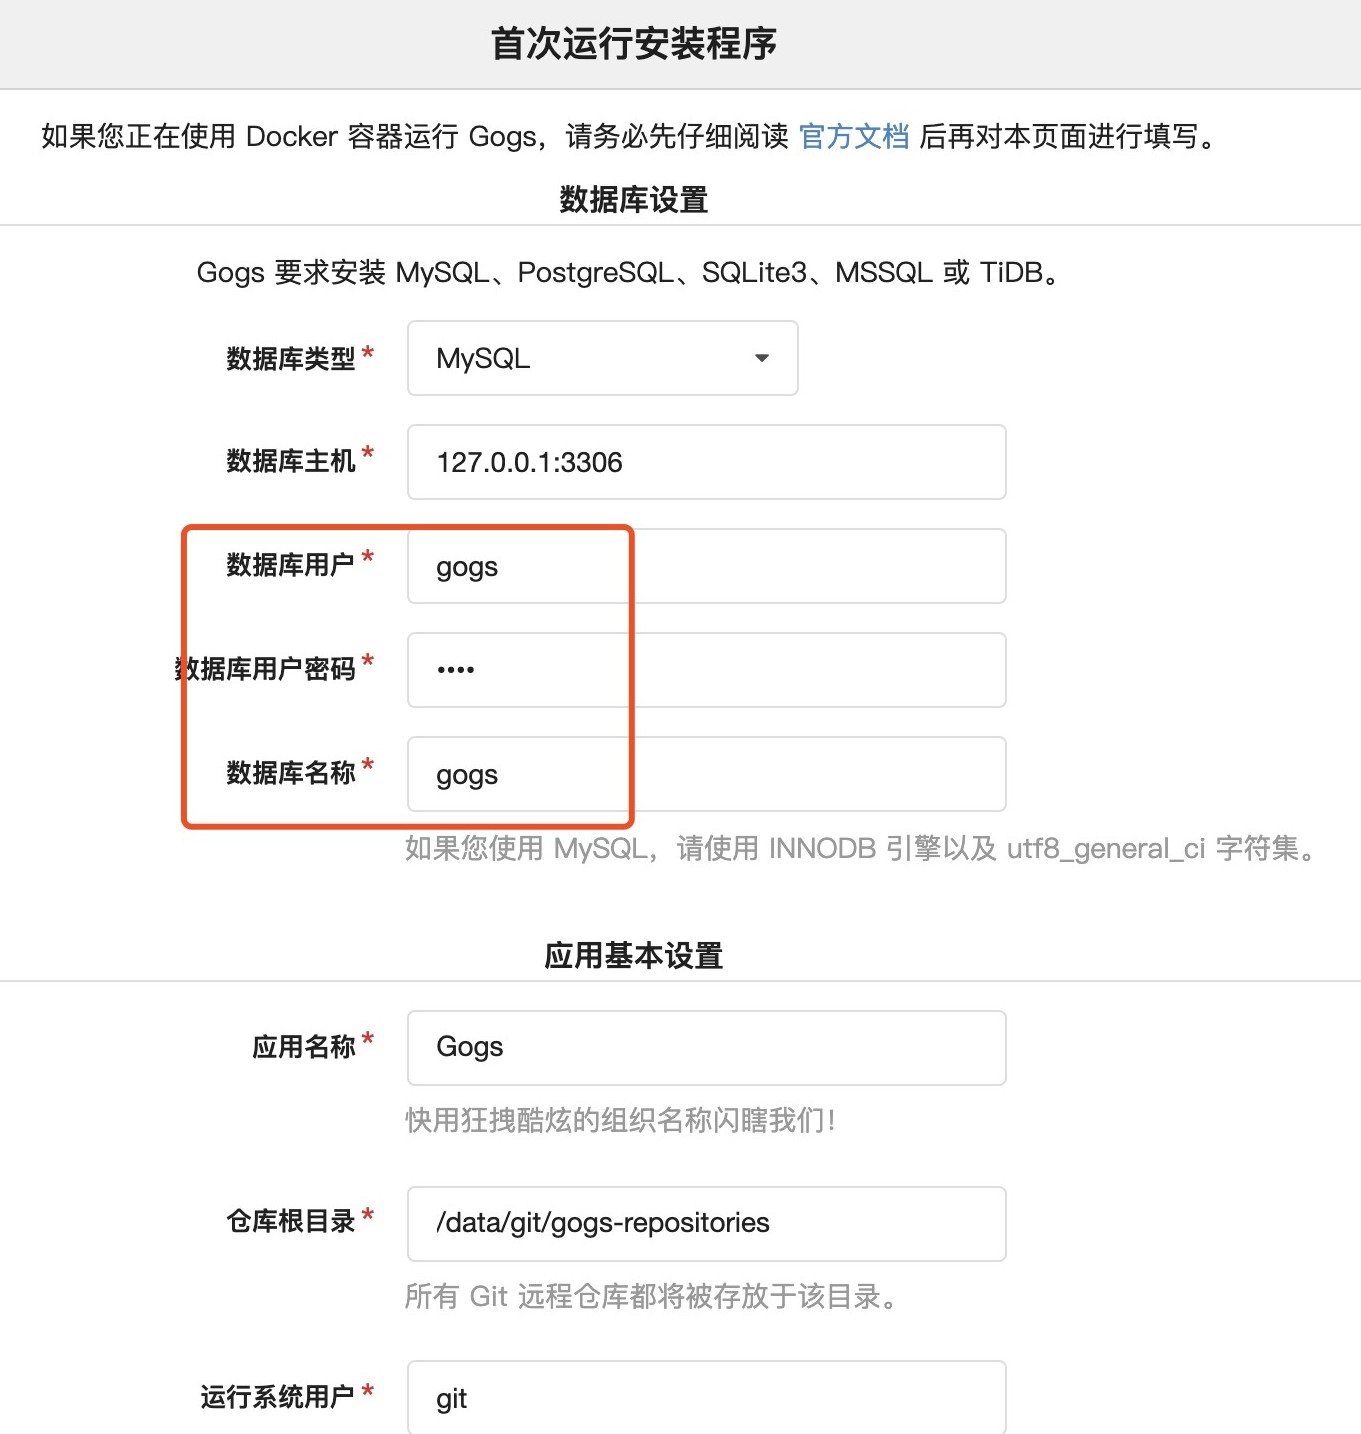 首次运行安装程序
如果您正在使用 Docker 容器运行 Gogs，请务必先仔细阅读 官方文档 后再对本页面进行填写。
数据库设置
Gogs 要求安装 MySQL、PostgreSQL、SQLite3、MSSQL 或 TiDB。
数据库类型* MySQL
数据库主机* 127.0.0.1:3306
数据库用户* gogs
数据库用户密码* ••••
数据库名称* gogs
如果您使用 MySQL，请使用 INNODB 引擎以及 utf8_general_ci 字符集。
应用基本设置
应用名称* Gogs
快用狂拽酷炫的组织名称闪瞎我们！
仓库根目录* /data/git/gogs-repositories
所有 Git 远程仓库都将被存放于该目录。
运行系统用户* git